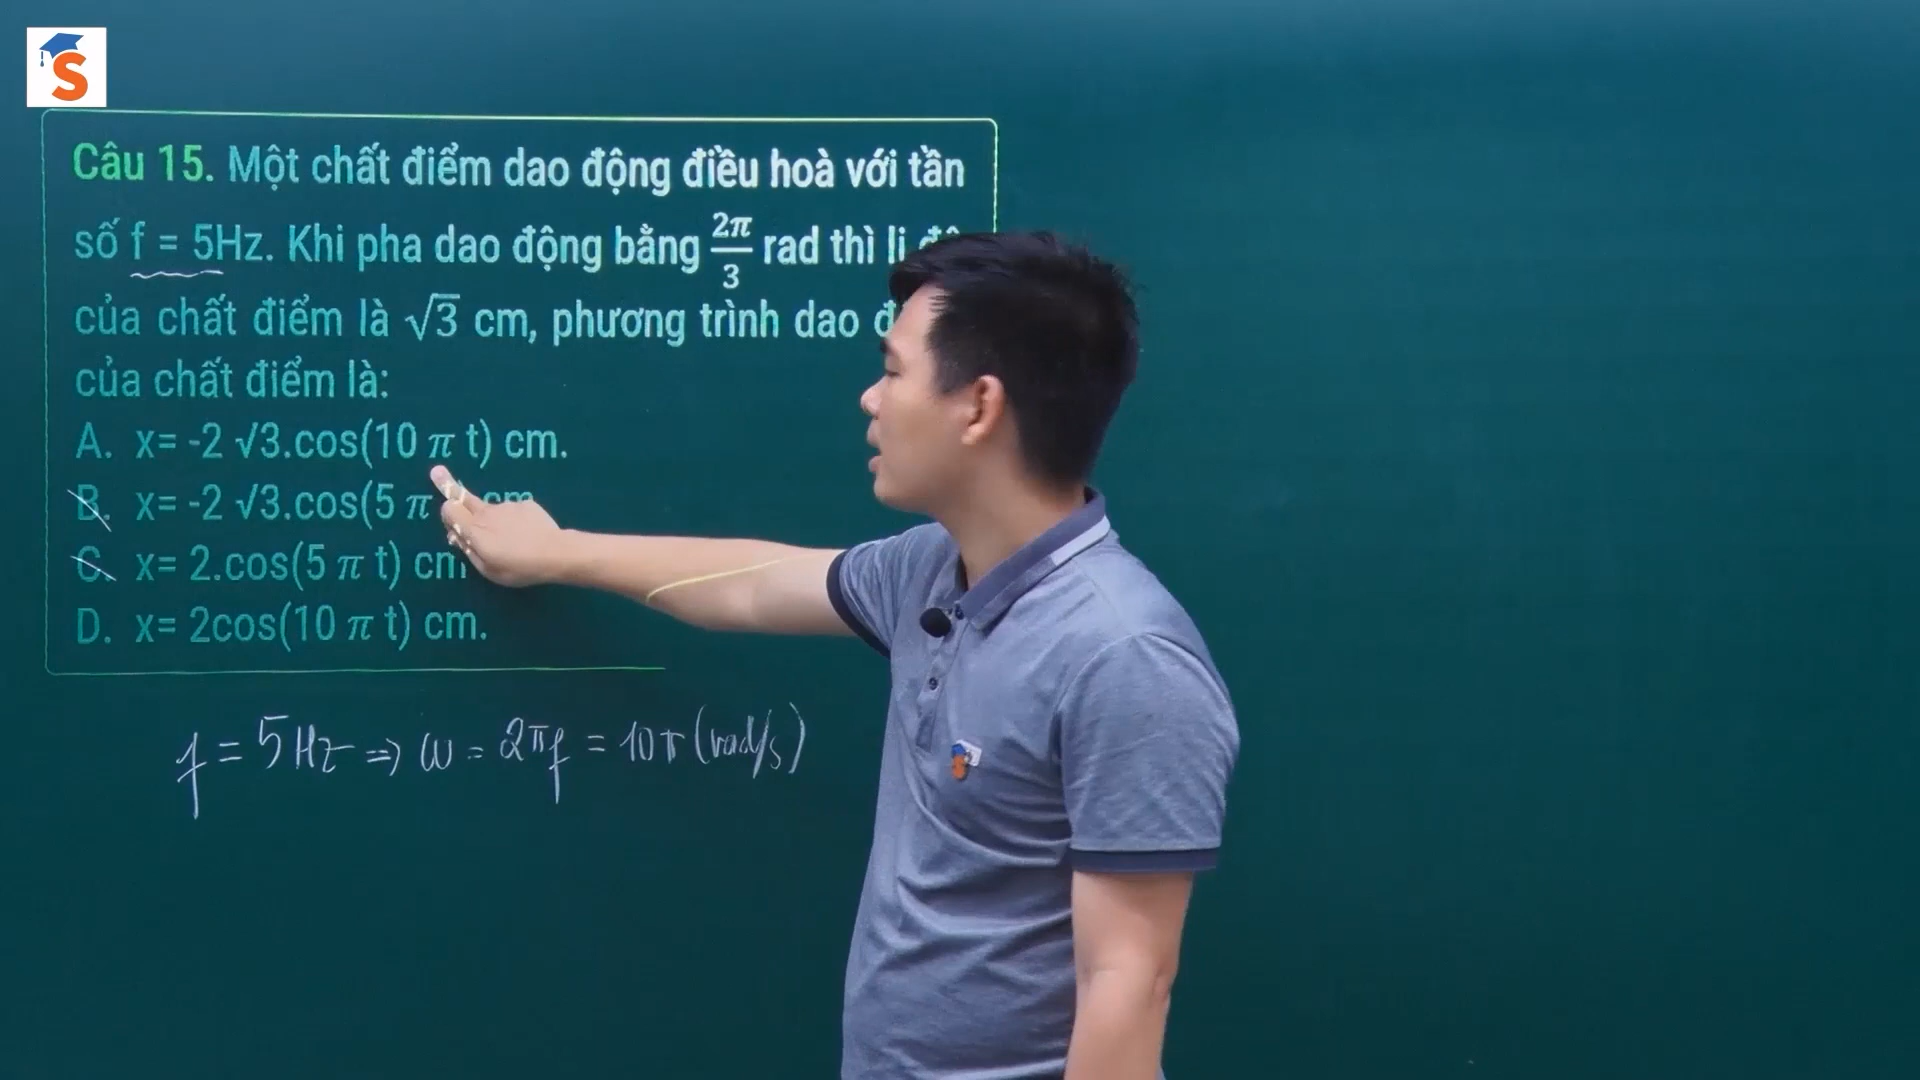 S
Câu 15. Một chất điểm dao động điều hoà với tần
số f = 5Hz. Khi pha dao động bằng 2π/3 rad thì li
của chất điểm là √3 cm, phương trình dao
của chất điểm là:
A. x= -2 √3.cos(10 π t) cm.
B. x= -2 √3.cos(5 π cm
C. x= 2.cos(5 π t) cm
D. x= 2cos(10 π t) cm.
f = 5Hz => ω = 2πf = 10π (rad/s)